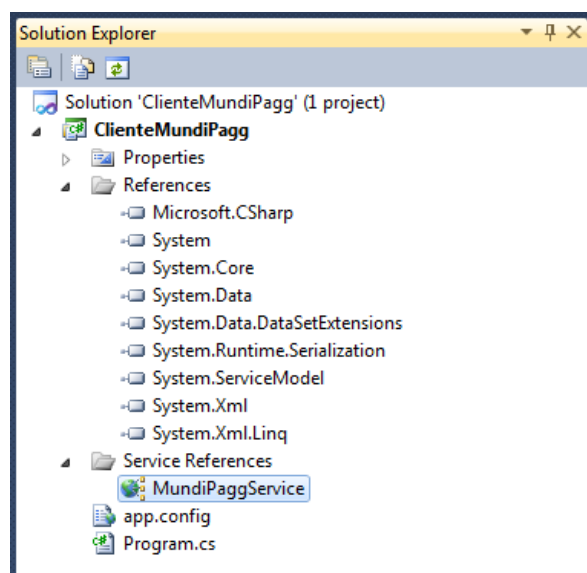 Solution Explorer
Solution 'ClienteMundiPagg' (1 project)
ClienteMundiPagg
Properties
References
Microsoft.CSharp
System
System.Core
System.Data
System.Data.DataSetExtensions
System.Runtime.Serialization
System.ServiceModel
System.Xml
System.Xml.Linq
Service References
MundiPaggService
app.config
Program.cs